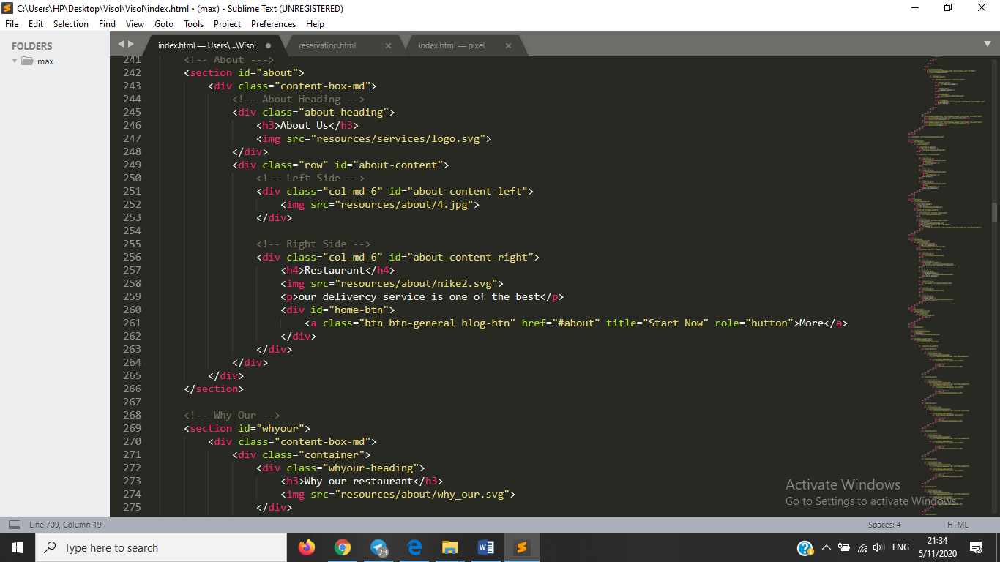 C:\Users\HP\Desktop\Visol\Visol\index.html • (max) - Sublime Text (UNREGISTERED)
File Edit Selection Find View Goto Tools Project Preferences Help
FOLDERS
max
index.html — Users\...\Visol
reservation.html
index.html — pixel
241 <!-- About --->
242 <section id="about">
243 <div class="content-box-md">
244 <!-- About Heading -->
245 <div class="about-heading">
246 <h3>About Us</h3>
247 <img src="resources/services/logo.svg">
248 </div>
249 <div class="row" id="about-content">
250 <!-- Left Side -->
251 <div class="col-md-6" id="about-content-left">
252 <img src="resources/about/4.jpg">
253 </div>
254
255 <!-- Right Side -->
256 <div class="col-md-6" id="about-content-right">
257 <h4>Restaurant</h4>
258 <img src="resources/about/nike2.svg">
259 <p>our delivercy service is one of the best</p>
260 <div id="home-btn">
261 <a class="btn btn-general blog-btn" href="#about" title="Start Now" role="button">More</a>
262 </div>
263 </div>
264 </div>
265 </div>
266 </section>
267
268 <!-- Why Our -->
269 <section id="whyour">
270 <div class="content-box-md">
271 <div class="container">
272 <div class="whyour-heading">
273 <h3>Why our restaurant</h3>
274 <img src="resources/about/why_our.svg">
275 </div>
Activate Windows
Go to Settings to activate Windows.
Line 709, Column 19
Spaces: 4
HTML
Type here to search
28
ENG
21:34
5/11/2020